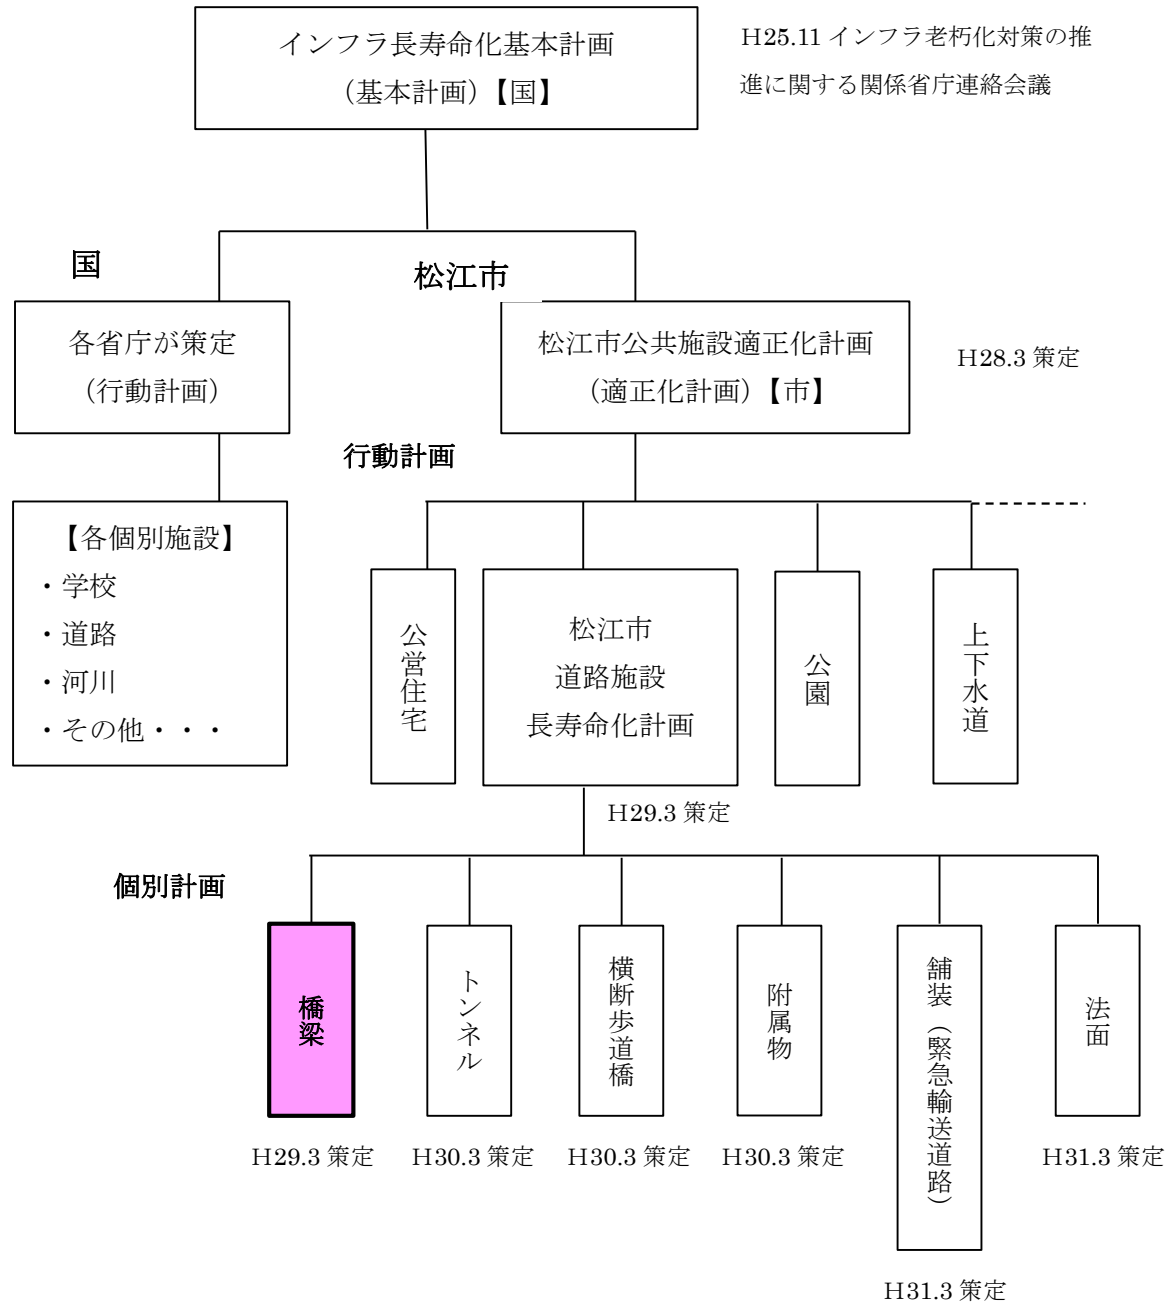 インフラ長寿命化基本計画
（基本計画）【国】
H25.11 インフラ老朽化対策の推
進に関する関係省庁連絡会議
国
松江市
各省庁が策定
（行動計画）
松江市公共施設適正化計画
（適正化計画）【市】
H28.3 策定
行動計画
【各個別施設】
・学校
・道路
・河川
・その他・・・
公営住宅
松江市
道路施設
長寿命化計画
公園
上下水道
H29.3 策定
個別計画
橋梁
トンネル
横断歩道橋
附属物
舗装（緊急輸送道路）
法面
H29.3 策定
H30.3 策定
H30.3 策定
H30.3 策定
H31.3 策定
H31.3 策定